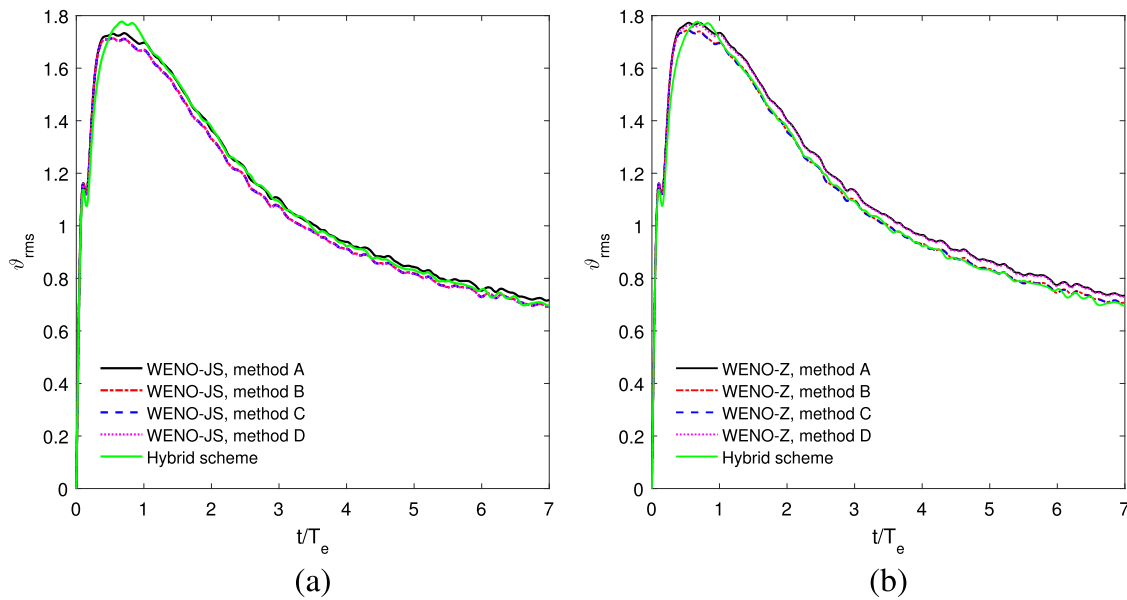 1.8
1.6
1.4
1.2
1
0.8
0.6
0.4
0.2
0
ϑrms
WENO-JS, method A
WENO-JS, method B
WENO-JS, method C
WENO-JS, method D
Hybrid scheme
0 1 2 3 4 5 6 7
t/Te
(a)
1.8
1.6
1.4
1.2
1
0.8
0.6
0.4
0.2
0
ϑrms
WENO-Z, method A
WENO-Z, method B
WENO-Z, method C
WENO-Z, method D
Hybrid scheme
0 1 2 3 4 5 6 7
t/Te
(b)